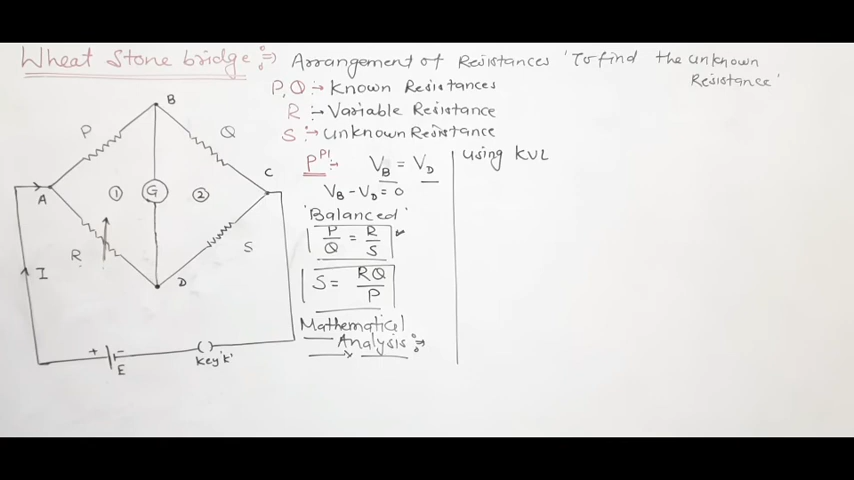 Wheat Stone bridge :⇒ Arrangement of Resistances 'To find the unknown
Resistance'
P,Q :→ Known Resistances
R :→ Variable Resistance
S :→ unknown Resistance
P^Pl :→ V_B = V_D
V_B - V_D = 0
'Balanced'
P/Q = R/S
S = RQ/P
Mathematical
Analysis :⇒
using KVL
B
P
Q
C
A
1
G
2
R
S
D
I
+ -
E
Key 'K'